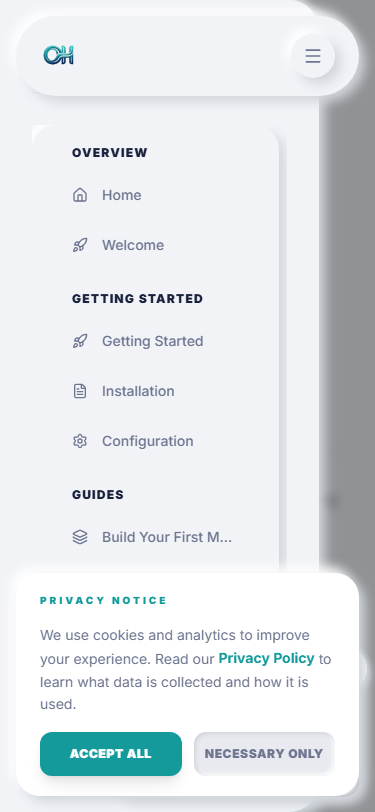 OH
OVERVIEW
Home
Welcome
GETTING STARTED
Getting Started
Installation
Configuration
GUIDES
Build Your First M...
PRIVACY NOTICE
We use cookies and analytics to improve
your experience. Read our Privacy Policy to
learn what data is collected and how it is
used.
ACCEPT ALL
NECESSARY ONLY